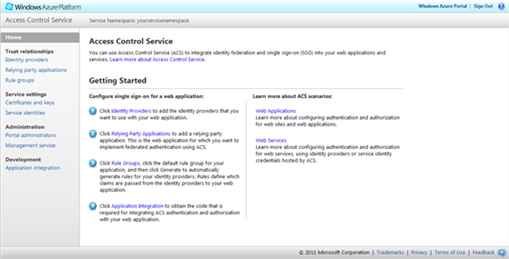 Windows Azure Platform
Windows Azure Portal | Sign Out
Access Control Service
Service Namespace: yourservicenamespace
Home
Trust relationships
Identity providers
Relying party applications
Rule groups
Service settings
Certificates and keys
Service identities
Administration
Portal administrators
Management service
Development
Application integration
Access Control Service
You can use Access Control Service (ACS) to integrate identity federation and single sign-on (SSO) into your web applications and
services. Learn more about Access Control Service.
Getting Started
Configure single sign-on for a web application:
Click Identity Providers to add the identity providers that you
want to use with your web application.
Click Relying Party Applications to add a relying party
application. This is the web application for which you want to
implement federated authentication using ACS.
Click Rule Groups, click the default rule group for your
application, and then click Generate to automatically
generate rules for your identity providers. Rules define which
claims are passed from the identity providers to your web
application.
Click Application Integration to obtain the code that is
required for integrating ACS authentication and authorization
with your web application.
Learn more about ACS scenarios:
Web Applications
Learn more about configuring authentication and authorization
for web sites and web applications.
Web Services
Learn more about configuring authentication and authorization
for web services, using identity providers or service identity
credentials hosted by ACS.
© 2011 Microsoft Corporation | Trademarks | Privacy | Terms of Use | Feedback